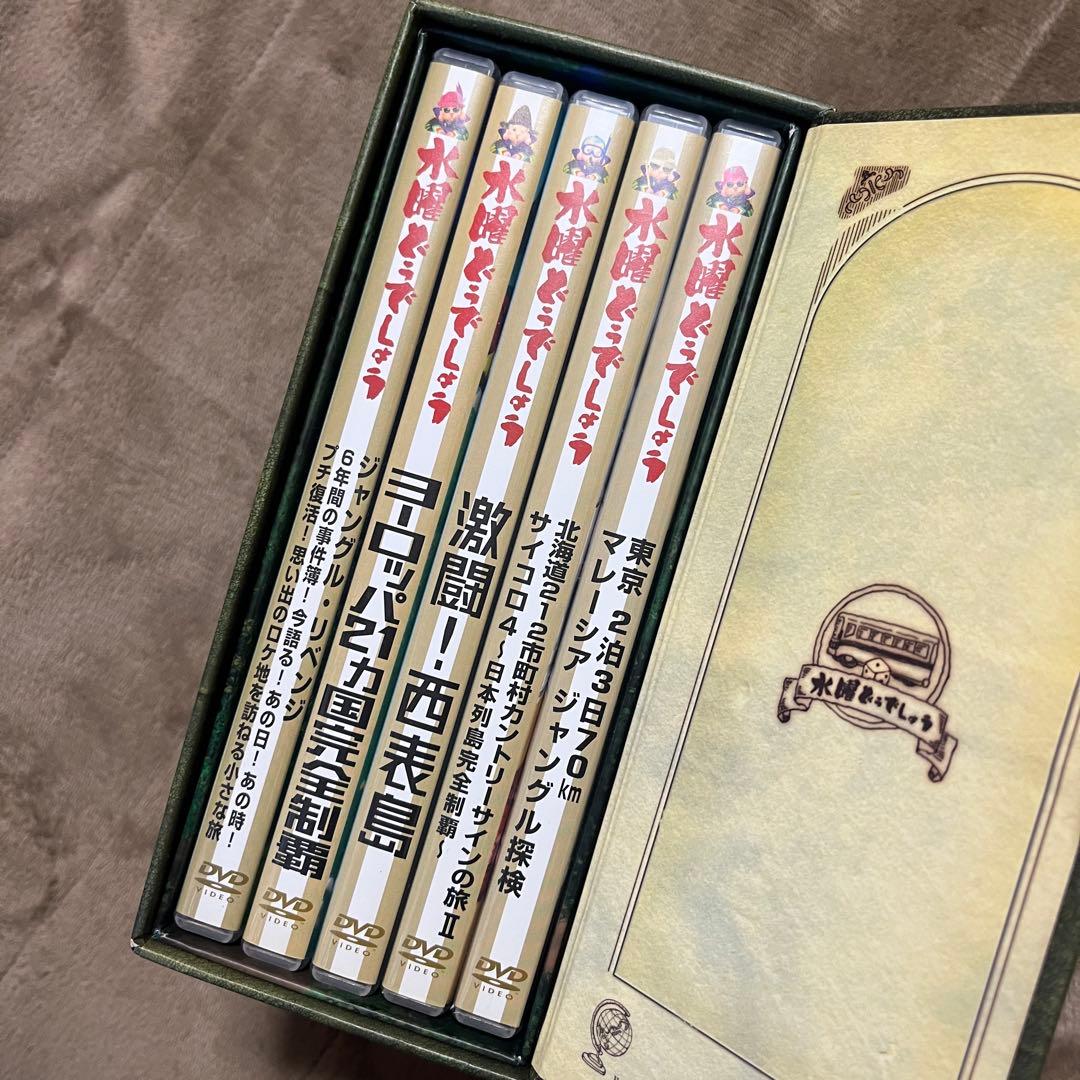 水曜どうでしょう
ジャングル・リベンジ
6年間の事件簿!今語る!あの日!あの時!
プチ復活!思い出のロケ地を訪ねる小さな旅
DVD
VIDEO
水曜どうでしょう
ヨーロッパ21ヵ国完全制覇
DVD
VIDEO
水曜どうでしょう
激闘!西表島
DVD
VIDEO
水曜どうでしょう
北海道212市町村カントリーサインの旅Ⅱ
サイコロ4〜日本列島完全制覇〜
DVD
VIDEO
水曜どうでしょう
東京 2泊3日70km
マレーシア ジャングル探検
DVD
VIDEO
水曜どうでしょう